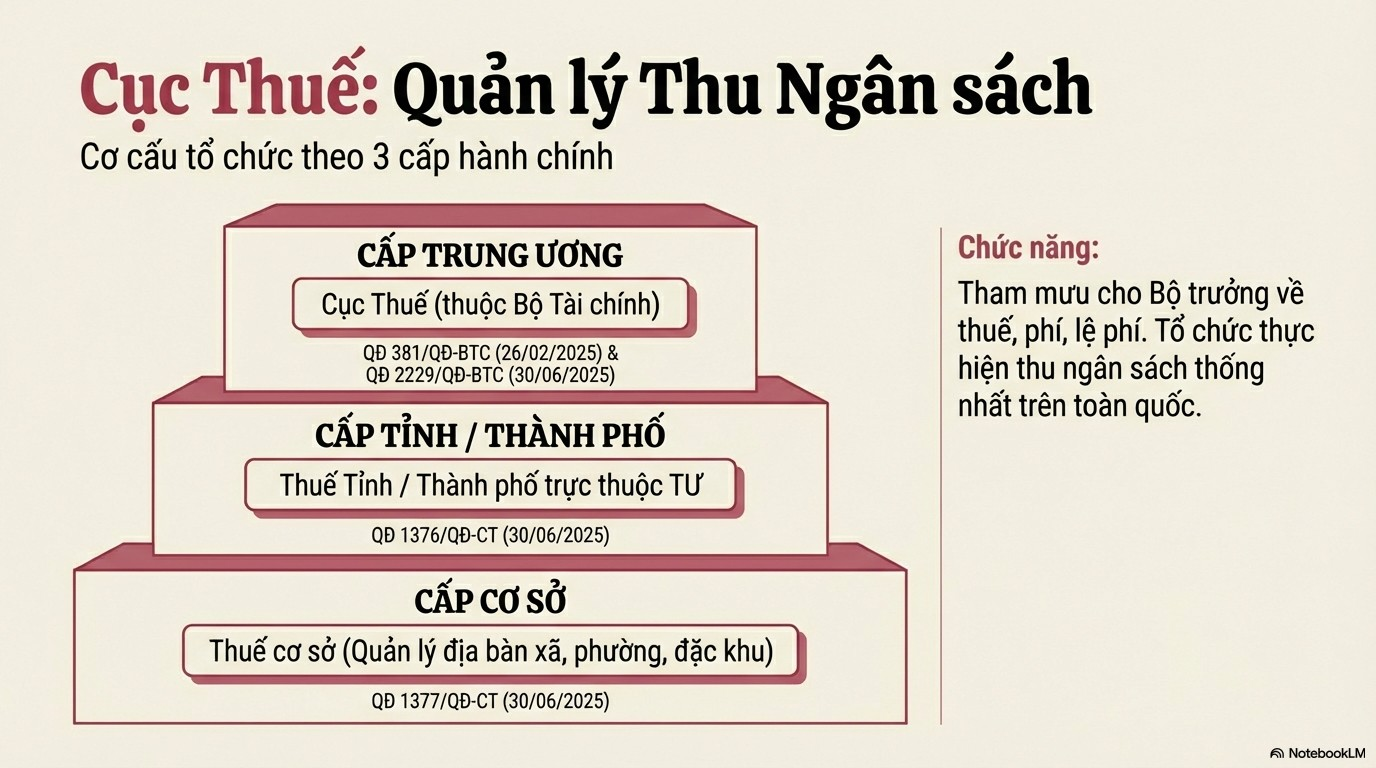 Cục Thuế: Quản lý Thu Ngân sách
Cơ cấu tổ chức theo 3 cấp hành chính
CẤP TRUNG ƯƠNG
Cục Thuế (thuộc Bộ Tài chính)
QĐ 381/QĐ-BTC (26/02/2025) &
QĐ 2229/QĐ-BTC (30/06/2025)
CẤP TỈNH / THÀNH PHỐ
Thuế Tỉnh / Thành phố trực thuộc TƯ
QĐ 1376/QĐ-CT (30/06/2025)
CẤP CƠ SỞ
Thuế cơ sở (Quản lý địa bàn xã, phường, đặc khu)
QĐ 1377/QĐ-CT (30/06/2025)
Chức năng:
Tham mưu cho Bộ trưởng về
thuế, phí, lệ phí. Tổ chức thực
hiện thu ngân sách thống
nhất trên toàn quốc.
NotebookLM